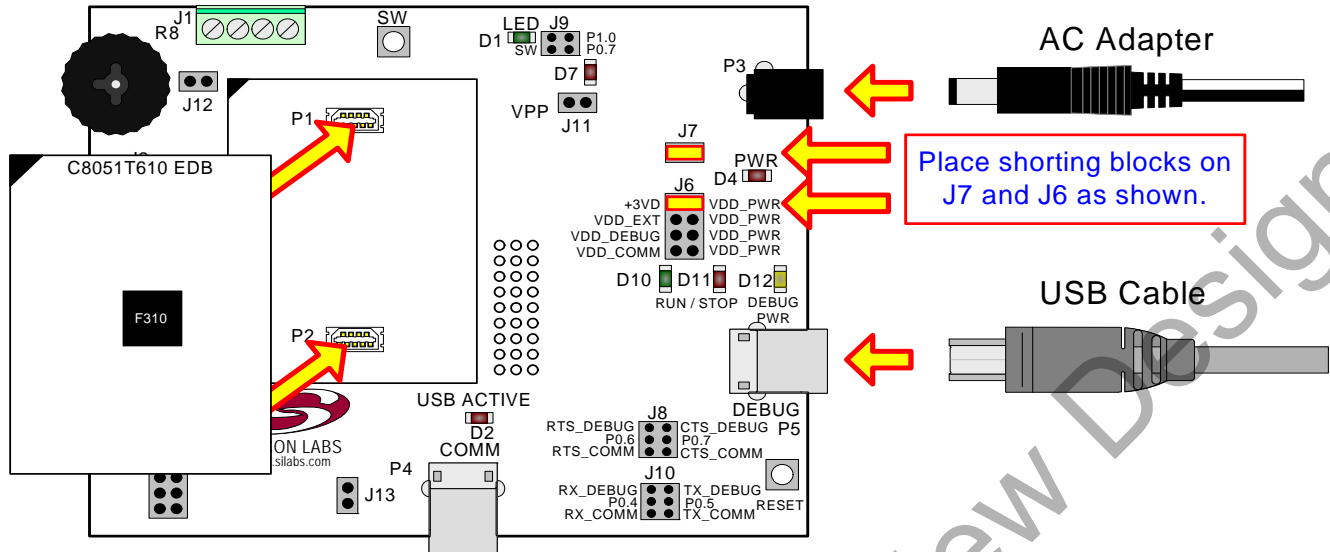 J1
R8
SW
LED
D1
SW
J9
P1.0
P0.7
D7
VPP
J11
J12
P1
P3
AC Adapter
J7
PWR
D4
Place shorting blocks on
J7 and J6 as shown.
J6
+3VD VDD_PWR
VDD_EXT VDD_PWR
VDD_DEBUG VDD_PWR
VDD_COMM VDD_PWR
C8051T610 EDB
F310
D10 D11 D12
RUN / STOP DEBUG
PWR
USB Cable
P2
USB ACTIVE
D2
COMM
P4
DEBUG
P5
J8
RTS_DEBUG CTS_DEBUG
P0.6 P0.7
RTS_COMM CTS_COMM
J10
RX_DEBUG TX_DEBUG
P0.4 P0.5
RX_COMM TX_COMM
RESET
ON LABS
silabs.com
J13
ew Design